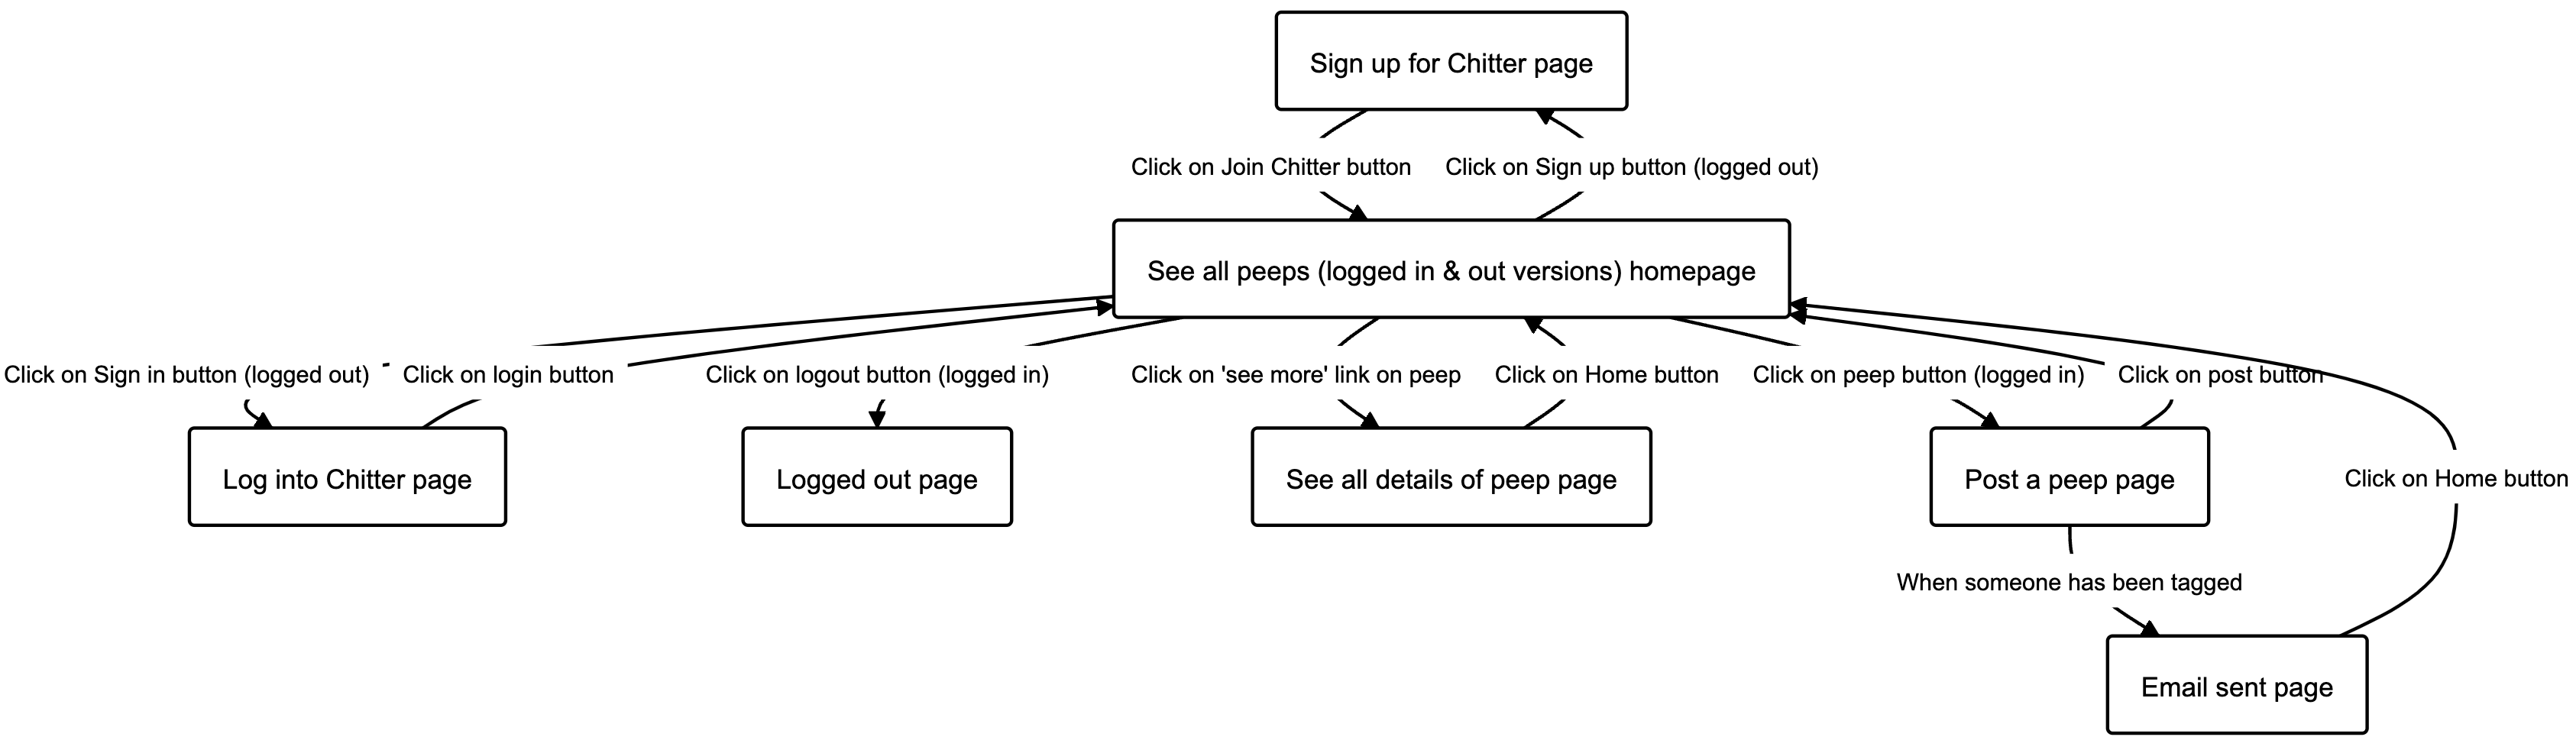 Sign up for Chitter page
Click on Join Chitter button
Click on Sign up button (logged out)
See all peeps (logged in & out versions) homepage
Click on Sign in button (logged out)
Click on login button
Click on logout button (logged in)
Click on 'see more' link on peep
Click on Home button
Click on peep button (logged in)
Click on post button
Log into Chitter page
Logged out page
See all details of peep page
Post a peep page
Click on Home button
When someone has been tagged
Email sent page